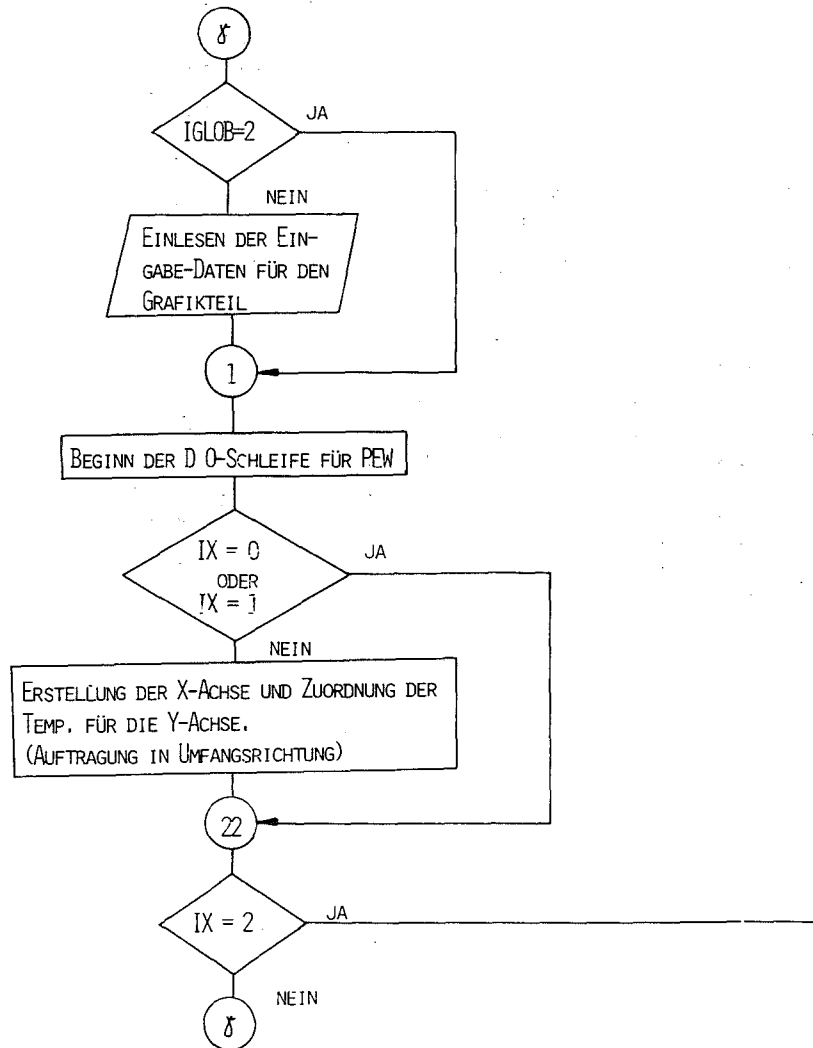 γ
IGLOB=2
JA
NEIN
EINLESEN DER EIN-
GABE-DATEN FÜR DEN
GRAFIKTEIL
1
BEGINN DER D O-SCHLEIFE FÜR PEW
IX = 0
ODER
IX = 1
JA
NEIN
ERSTELLUNG DER X-ACHSE UND ZUORDNUNG DER
TEMP. FÜR DIE Y-ACHSE.
(AUFTRAGUNG IN UMFANGSRICHTUNG)
22
IX = 2
JA
NEIN
γ